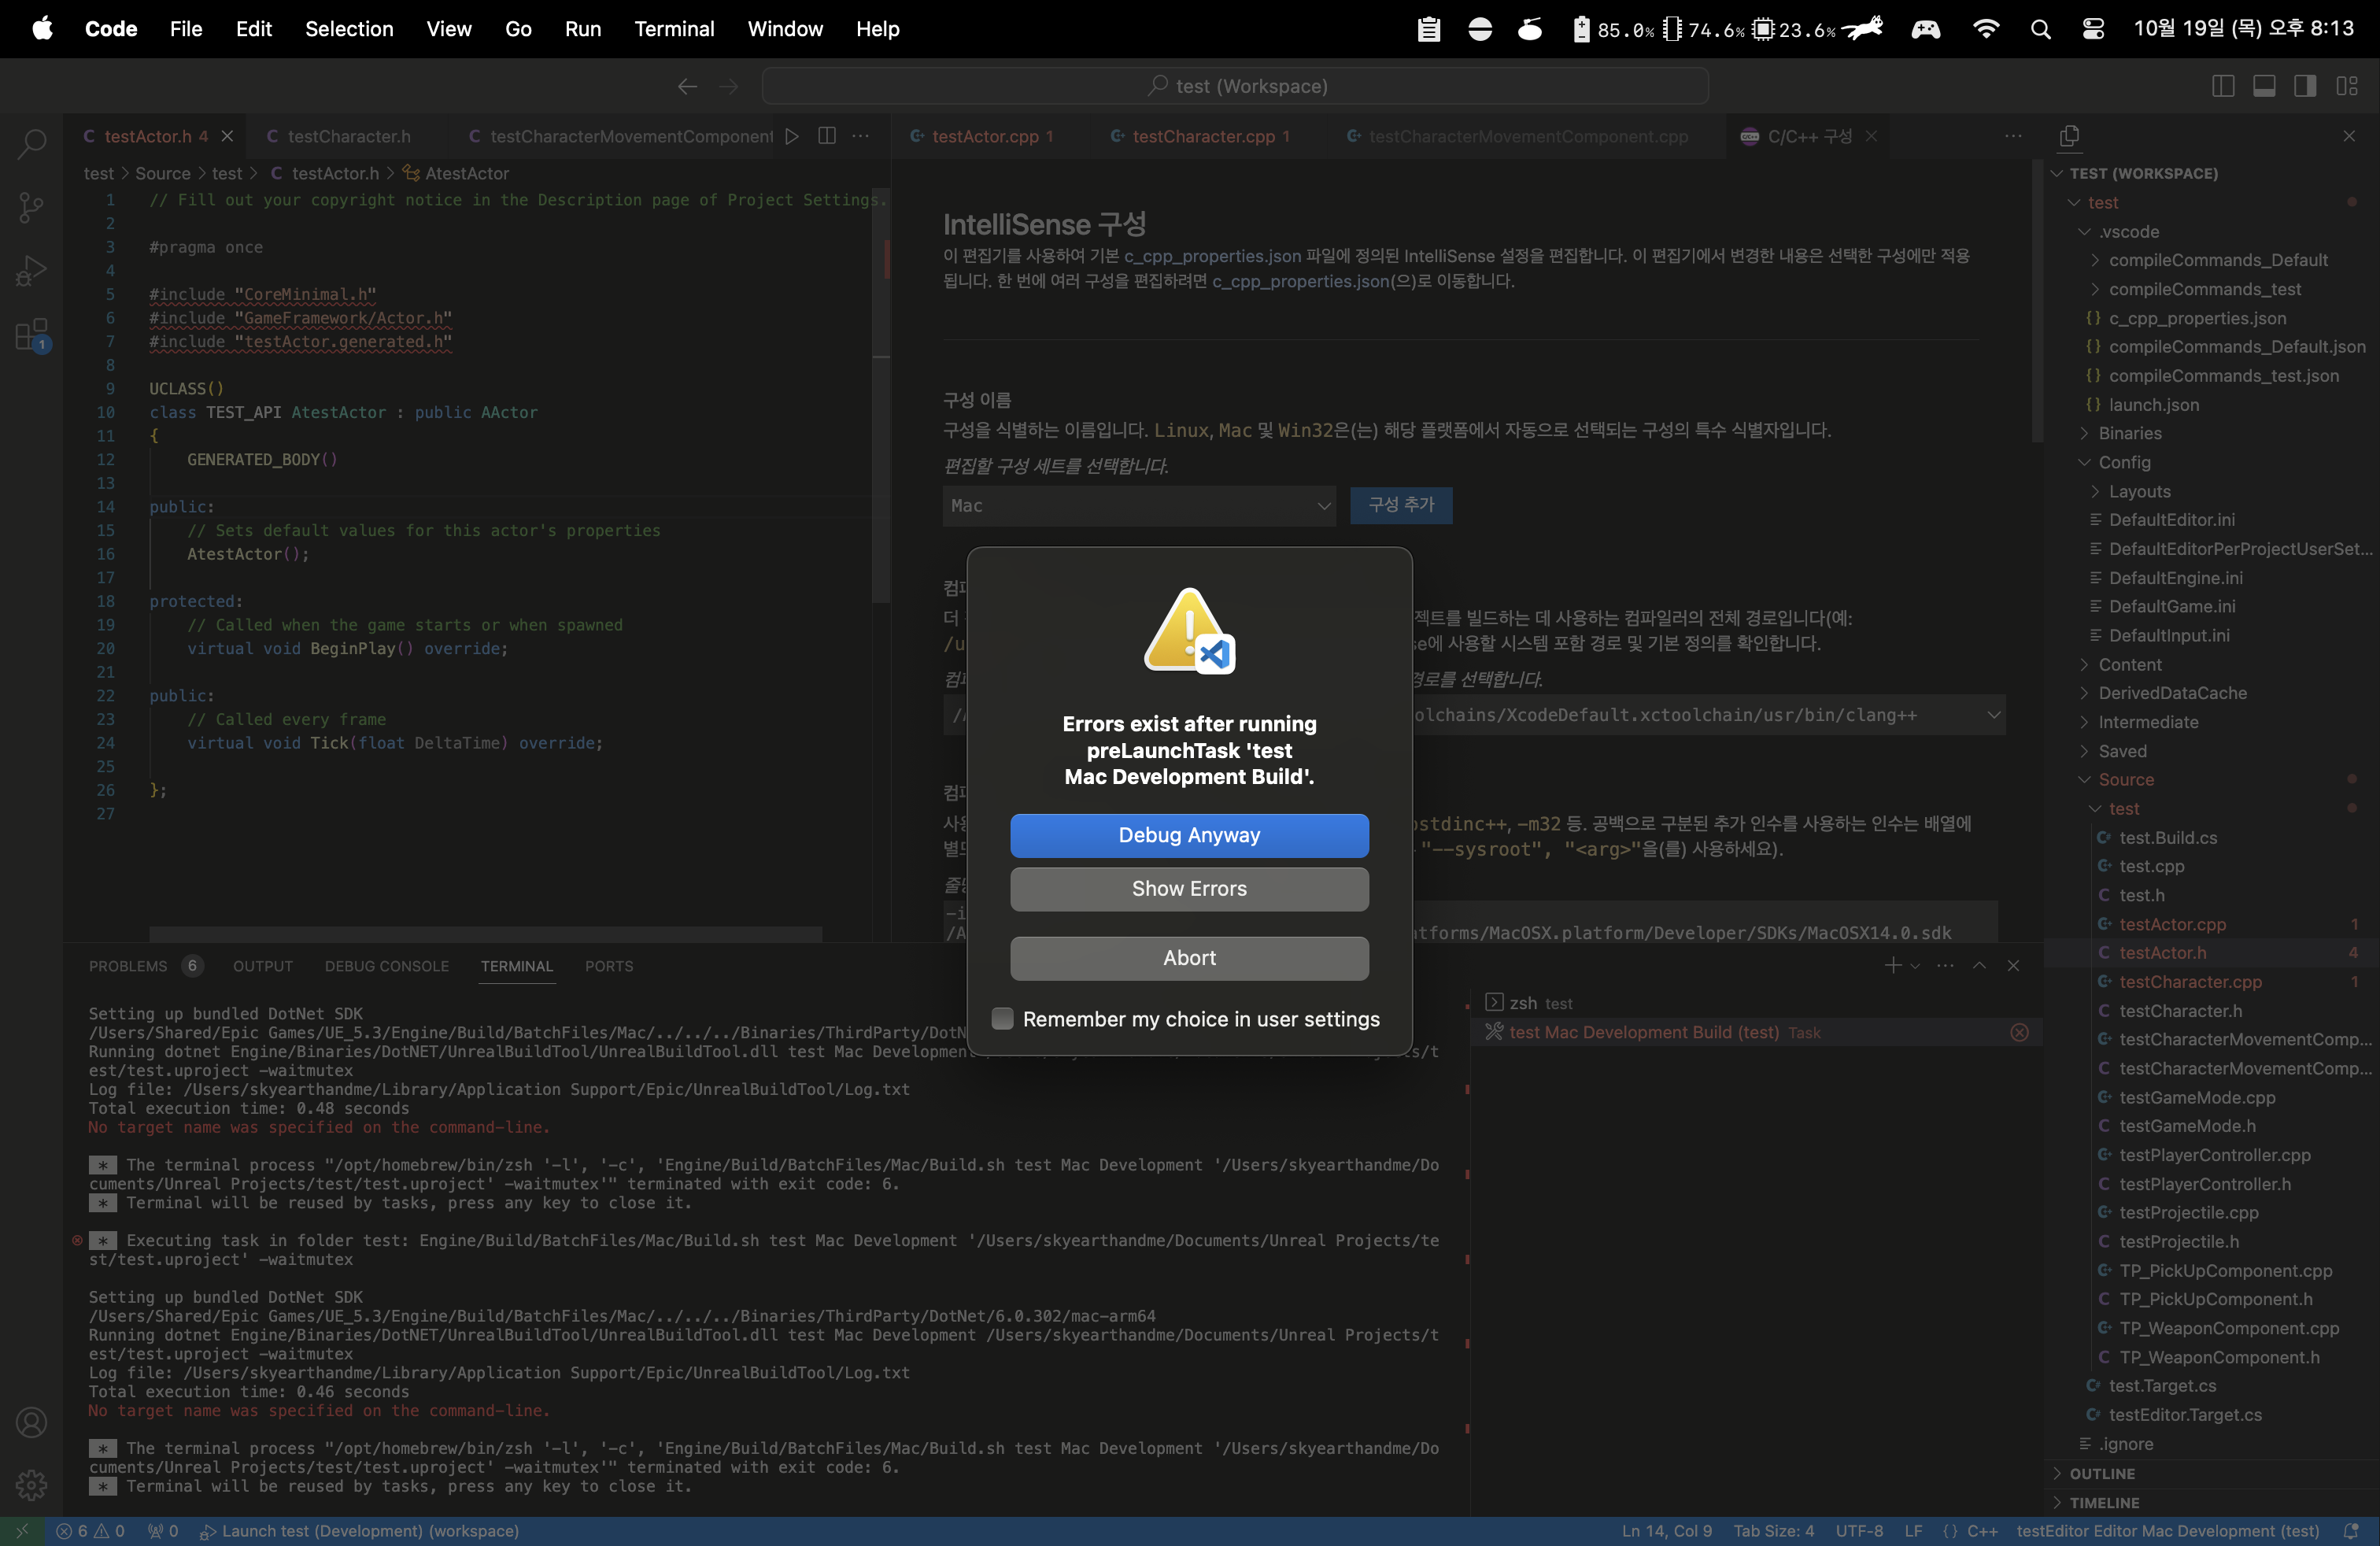 Code File Edit Selection View Go Run Terminal Window Help
85.0% 74.6% 23.6% 10월 19일 (목) 오후 8:13
test (Workspace)
testActor.h 4 testCharacter.h testCharacterMovementComponent
testActor.cpp 1 testCharacter.cpp 1 testCharacterMovementComponent.cpp C/C++ 구성
test > Source > test > C testActor.h > AtestActor
1 // Fill out your copyright notice in the Description page of Project Settings.
2
3 #pragma once
4
5 #include "CoreMinimal.h"
6 #include "GameFramework/Actor.h"
7 #include "testActor.generated.h"
8
9 UCLASS()
10 class TEST_API AtestActor : public AActor
11 {
12 GENERATED_BODY()
13
14 public:
15 // Sets default values for this actor's properties
16 AtestActor();
17
18 protected:
19 // Called when the game starts or when spawned
20 virtual void BeginPlay() override;
21
22 public:
23 // Called every frame
24 virtual void Tick(float DeltaTime) override;
25
26 };
27
IntelliSense 구성
이 편집기를 사용하여 기본 c_cpp_properties.json 파일에 정의된 IntelliSense 설정을 편집합니다. 이 편집기에서 변경한 내용은 선택한 구성에만 적용
됩니다. 한 번에 여러 구성을 편집하려면 c_cpp_properties.json(으)로 이동합니다.
구성 이름
구성을 식별하는 이름입니다. Linux, Mac 및 Win32은(는) 해당 플랫폼에서 자동으로 선택되는 구성의 특수 식별자입니다.
편집할 구성 세트를 선택합니다.
Mac 구성 추가
더 젝트를 빌드하는 데 사용하는 컴파일러의 전체 경로입니다(예:
/u se에 사용할 시스템 포함 경로 및 기본 정의를 확인합니다.
경로를 선택합니다.
olchains/XcodeDefault.xctoolchain/usr/bin/clang++
ostdinc++, -m32 등. 공백으로 구분된 추가 인수를 사용하는 인수는 배열에
별도 "--sysroot", "<arg>"을(를) 사용하세요).
-i
/A tforms/MacOSX.platform/Developer/SDKs/MacOSX14.0.sdk
Errors exist after running
preLaunchTask 'test
Mac Development Build'.
Debug Anyway
Show Errors
Abort
Remember my choice in user settings
PROBLEMS 6 OUTPUT DEBUG CONSOLE TERMINAL PORTS
Setting up bundled DotNet SDK
/Users/Shared/Epic Games/UE_5.3/Engine/Build/BatchFiles/Mac/../../../Binaries/ThirdParty/DotN
Running dotnet Engine/Binaries/DotNET/UnrealBuildTool/UnrealBuildTool.dll test Mac Development s/t
est/test.uproject -waitmutex
Log file: /Users/skyearthandme/Library/Application Support/Epic/UnrealBuildTool/Log.txt
Total execution time: 0.48 seconds
No target name was specified on the command-line.
* The terminal process "/opt/homebrew/bin/zsh '-l', '-c', 'Engine/Build/BatchFiles/Mac/Build.sh test Mac Development '/Users/skyearthandme/Do
cuments/Unreal Projects/test/test.uproject' -waitmutex'" terminated with exit code: 6.
* Terminal will be reused by tasks, press any key to close it.
* Executing task in folder test: Engine/Build/BatchFiles/Mac/Build.sh test Mac Development '/Users/skyearthandme/Documents/Unreal Projects/te
st/test.uproject' -waitmutex
Setting up bundled DotNet SDK
/Users/Shared/Epic Games/UE_5.3/Engine/Build/BatchFiles/Mac/../../../Binaries/ThirdParty/DotNet/6.0.302/mac-arm64
Running dotnet Engine/Binaries/DotNET/UnrealBuildTool/UnrealBuildTool.dll test Mac Development /Users/skyearthandme/Documents/Unreal Projects/t
est/test.uproject -waitmutex
Log file: /Users/skyearthandme/Library/Application Support/Epic/UnrealBuildTool/Log.txt
Total execution time: 0.46 seconds
No target name was specified on the command-line.
* The terminal process "/opt/homebrew/bin/zsh '-l', '-c', 'Engine/Build/BatchFiles/Mac/Build.sh test Mac Development '/Users/skyearthandme/Do
cuments/Unreal Projects/test/test.uproject' -waitmutex'" terminated with exit code: 6.
* Terminal will be reused by tasks, press any key to close it.
zsh test
test Mac Development Build (test) Task
TEST (WORKSPACE)
test
.vscode
compileCommands_Default
compileCommands_test
c_cpp_properties.json
compileCommands_Default.json
compileCommands_test.json
launch.json
Binaries
Config
Layouts
DefaultEditor.ini
DefaultEditorPerProjectUserSet...
DefaultEngine.ini
DefaultGame.ini
DefaultInput.ini
Content
DerivedDataCache
Intermediate
Saved
Source
test
test.Build.cs
test.cpp
test.h
testActor.cpp 1
testActor.h 4
testCharacter.cpp 1
testCharacter.h
testCharacterMovementComp...
testCharacterMovementComp...
testGameMode.cpp
testGameMode.h
testPlayerController.cpp
testPlayerController.h
testProjectile.cpp
testProjectile.h
TP_PickUpComponent.cpp
TP_PickUpComponent.h
TP_WeaponComponent.cpp
TP_WeaponComponent.h
test.Target.cs
testEditor.Target.cs
.ignore
OUTLINE
TIMELINE
6 0 0 Launch test (Development) (workspace)
Ln 14, Col 9 Tab Size: 4 UTF-8 LF {} C++ testEditor Editor Mac Development (test)